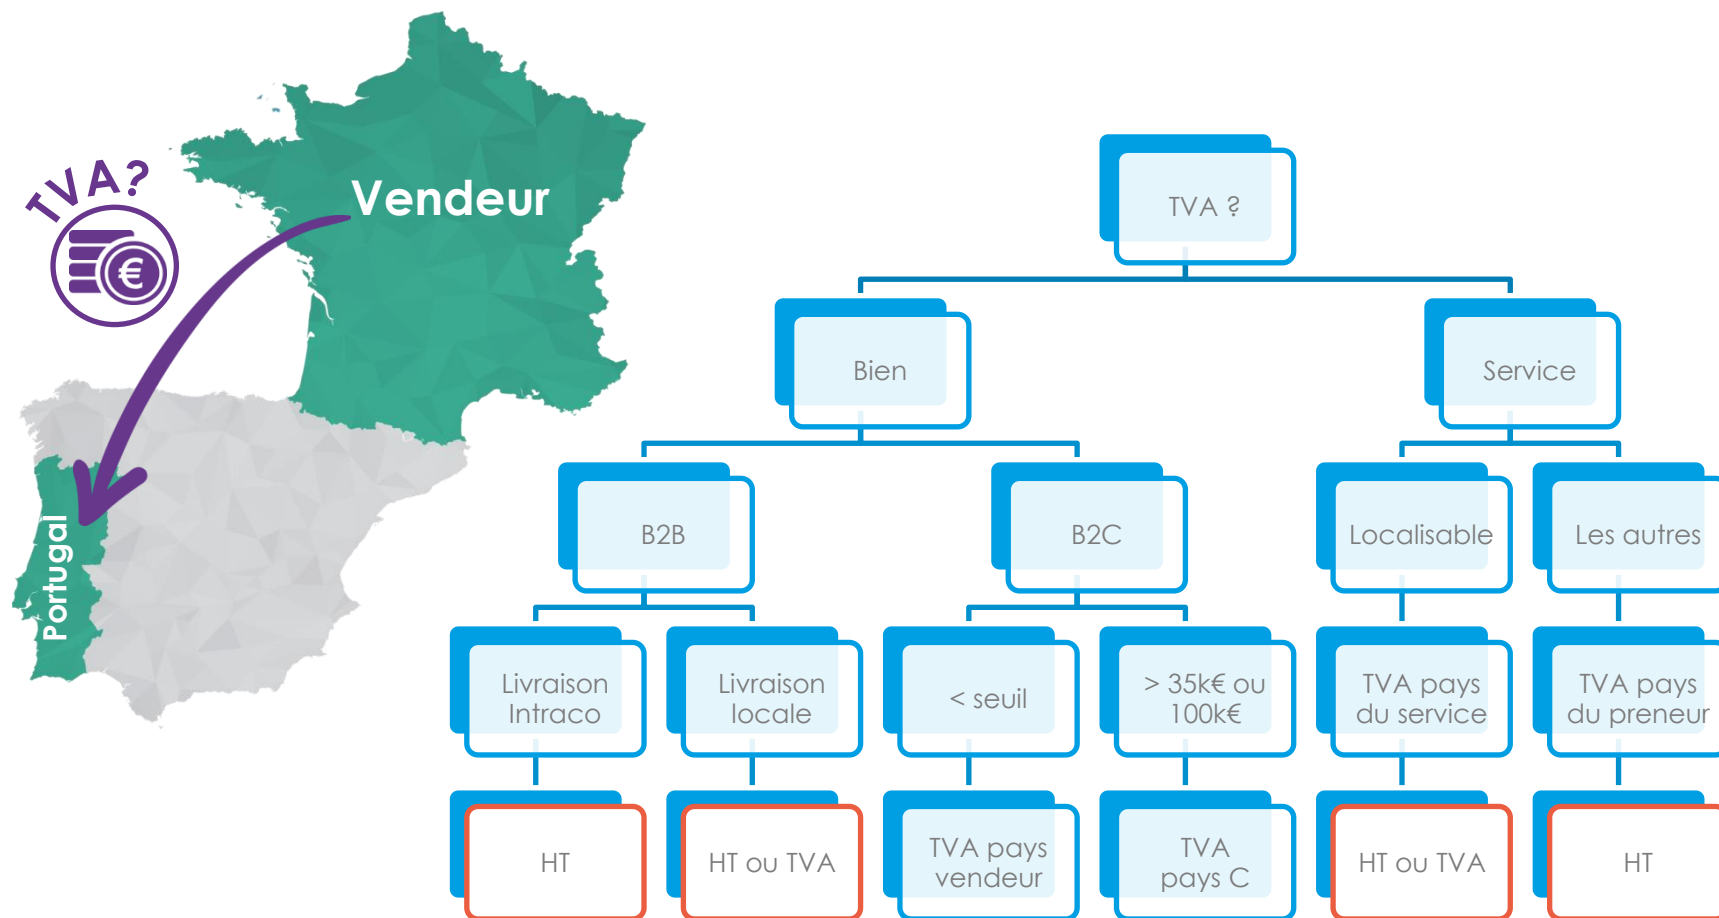 TVA?
€
Vendeur
Portugal
TVA ?
Bien
Service
B2B
B2C
Localisable
Les autres
Livraison
Intraco
Livraison
locale
< seuil
> 35k€ ou
100k€
TVA pays
du service
TVA pays
du preneur
HT
HT ou TVA
TVA pays
vendeur
TVA
pays C
HT ou TVA
HT